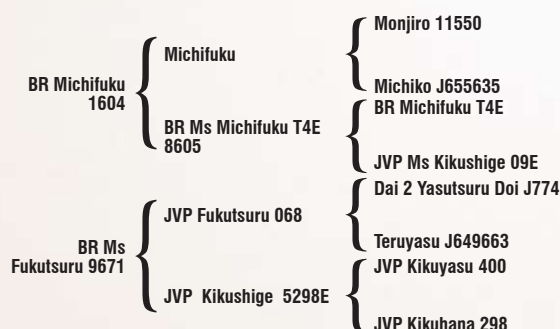 Monjiro 11550
Michifuku
Michiko J655635
BR Michifuku
1604
BR Michifuku T4E
BR Ms Michifuku T4E
8605
JVP Ms Kikushige 09E
Dai 2 Yasutsuru Doi J774
JVP Fukutsuru 068
Teruyasu J649663
BR Ms
Fukutsuru 9671
JVP Kikuyasu 400
JVP Kikushige 5298E
JVP Kikuhana 298